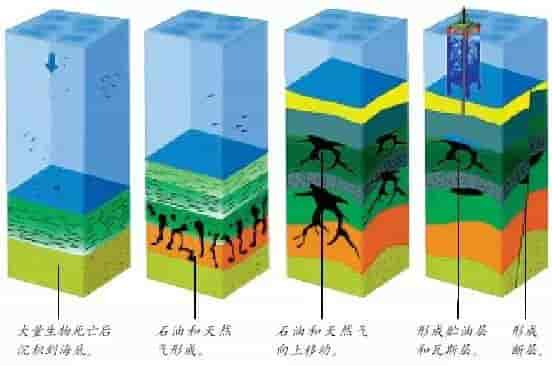 大量生物死亡后
沉积到海底。
石油和天然
气形成。
石油和天然气
向上移动。
形成贮油层
和瓦斯层。
形成
断层。